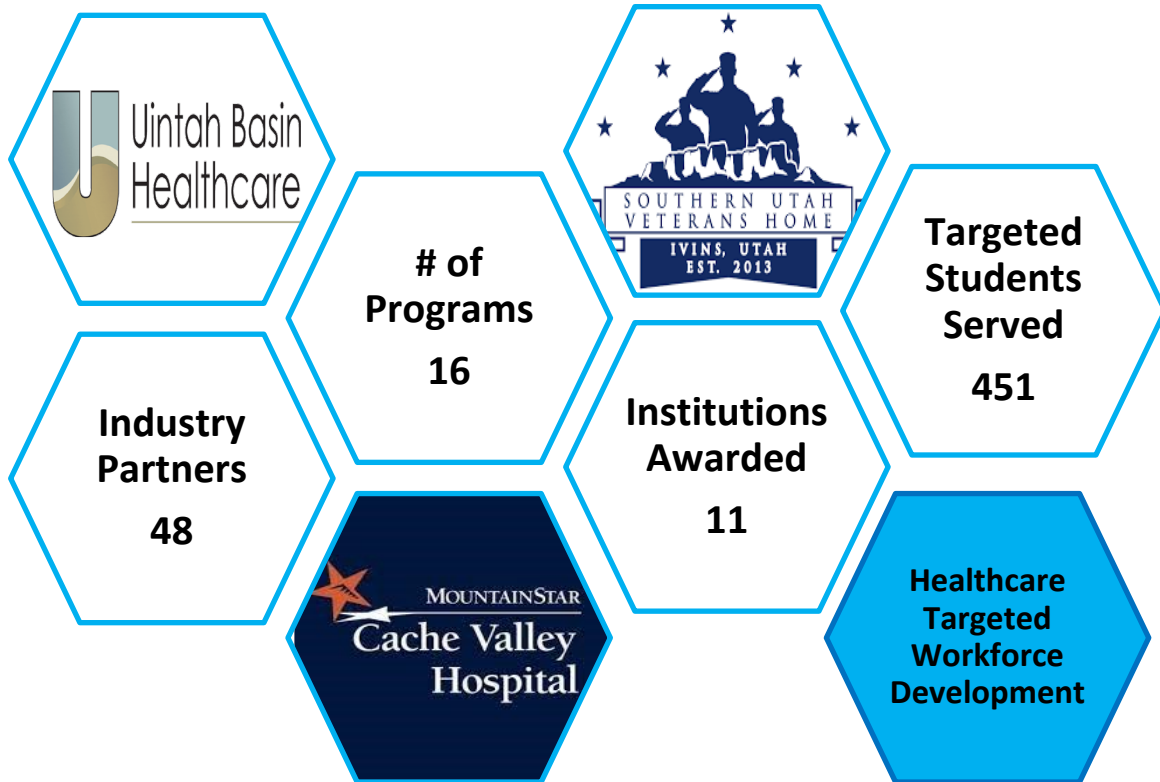 Uintah Basin
Healthcare
SOUTHERN UTAH
VETERANS HOME
IVINS, UTAH
EST. 2013
# of
Programs
16
Targeted
Students
Served
451
Industry
Partners
48
Institutions
Awarded
11
MOUNTAINSTAR
Cache Valley
Hospital
Healthcare
Targeted
Workforce
Development